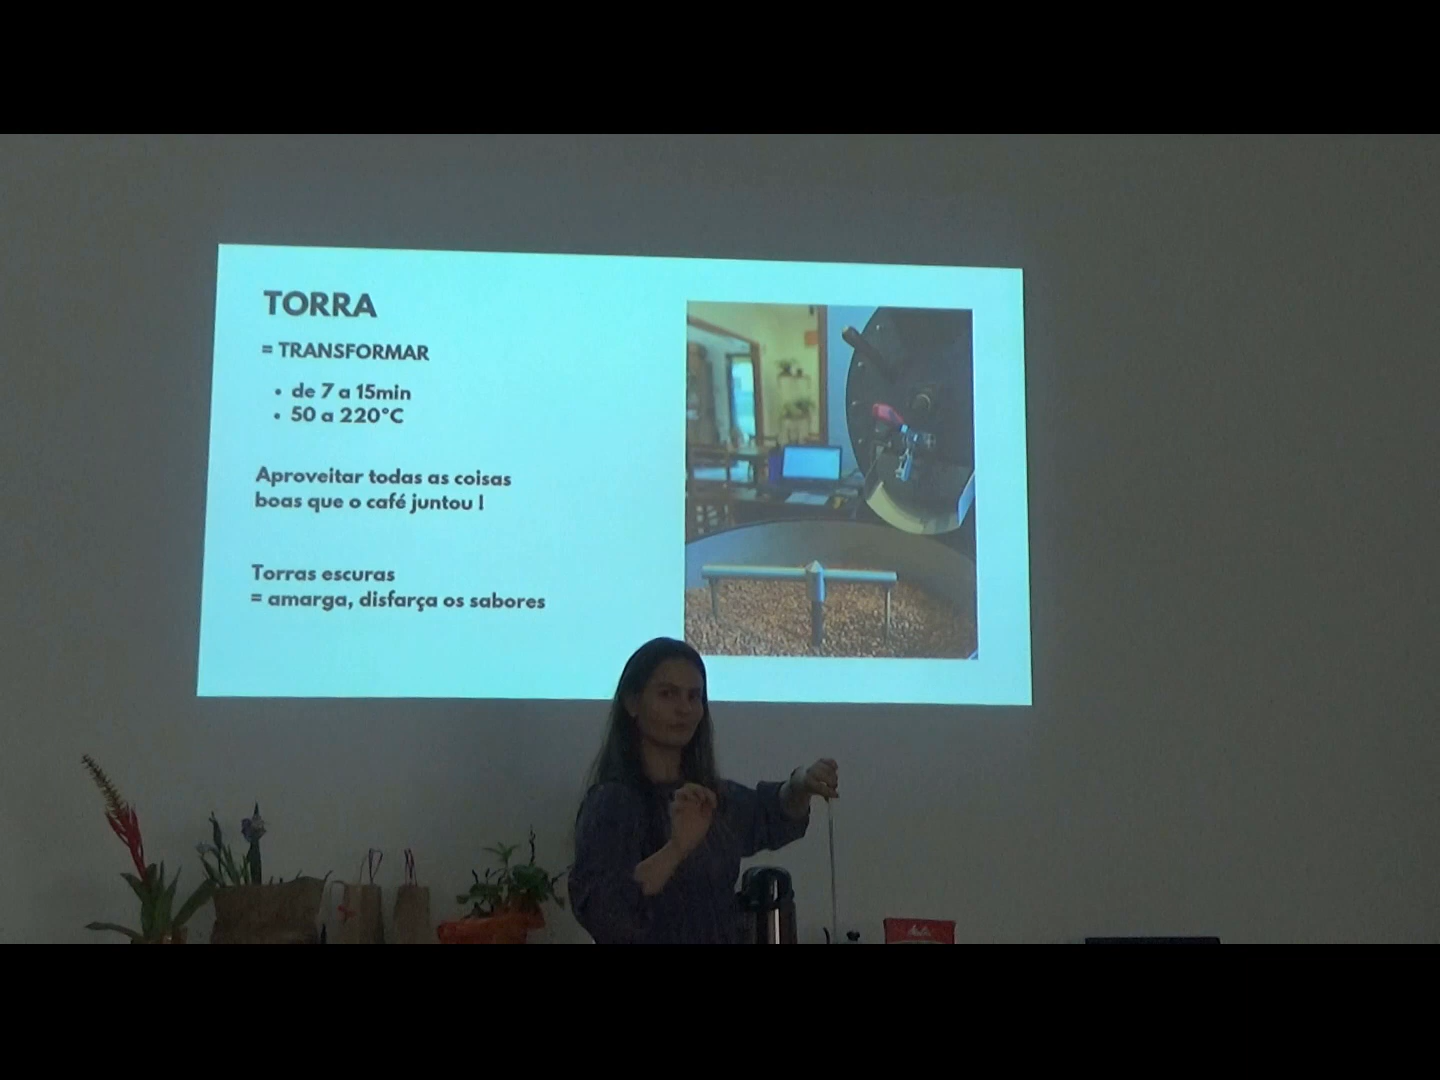 TORRA
= TRANSFORMAR
• de 7 a 15min
• 50 a 220°C
Aproveitar todas as coisas
boas que o café juntou !
Torras escuras
= amarga, disfarça os sabores
Melitta